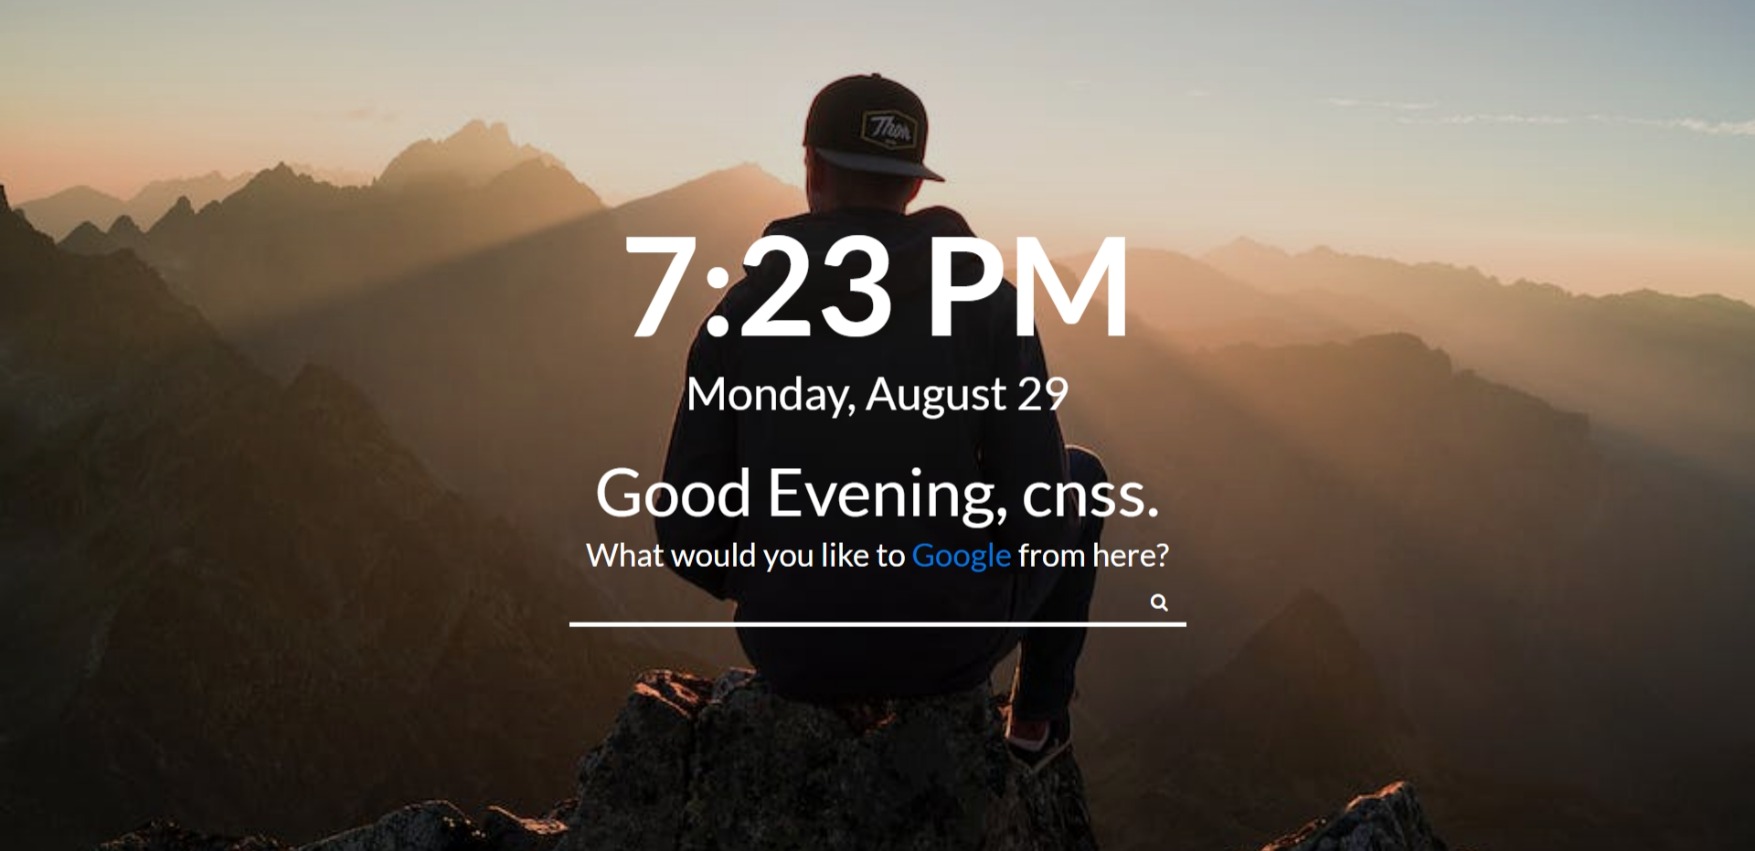 Thor
7:23 PM
Monday, August 29
Good Evening, cnss.
What would you like to Google from here?